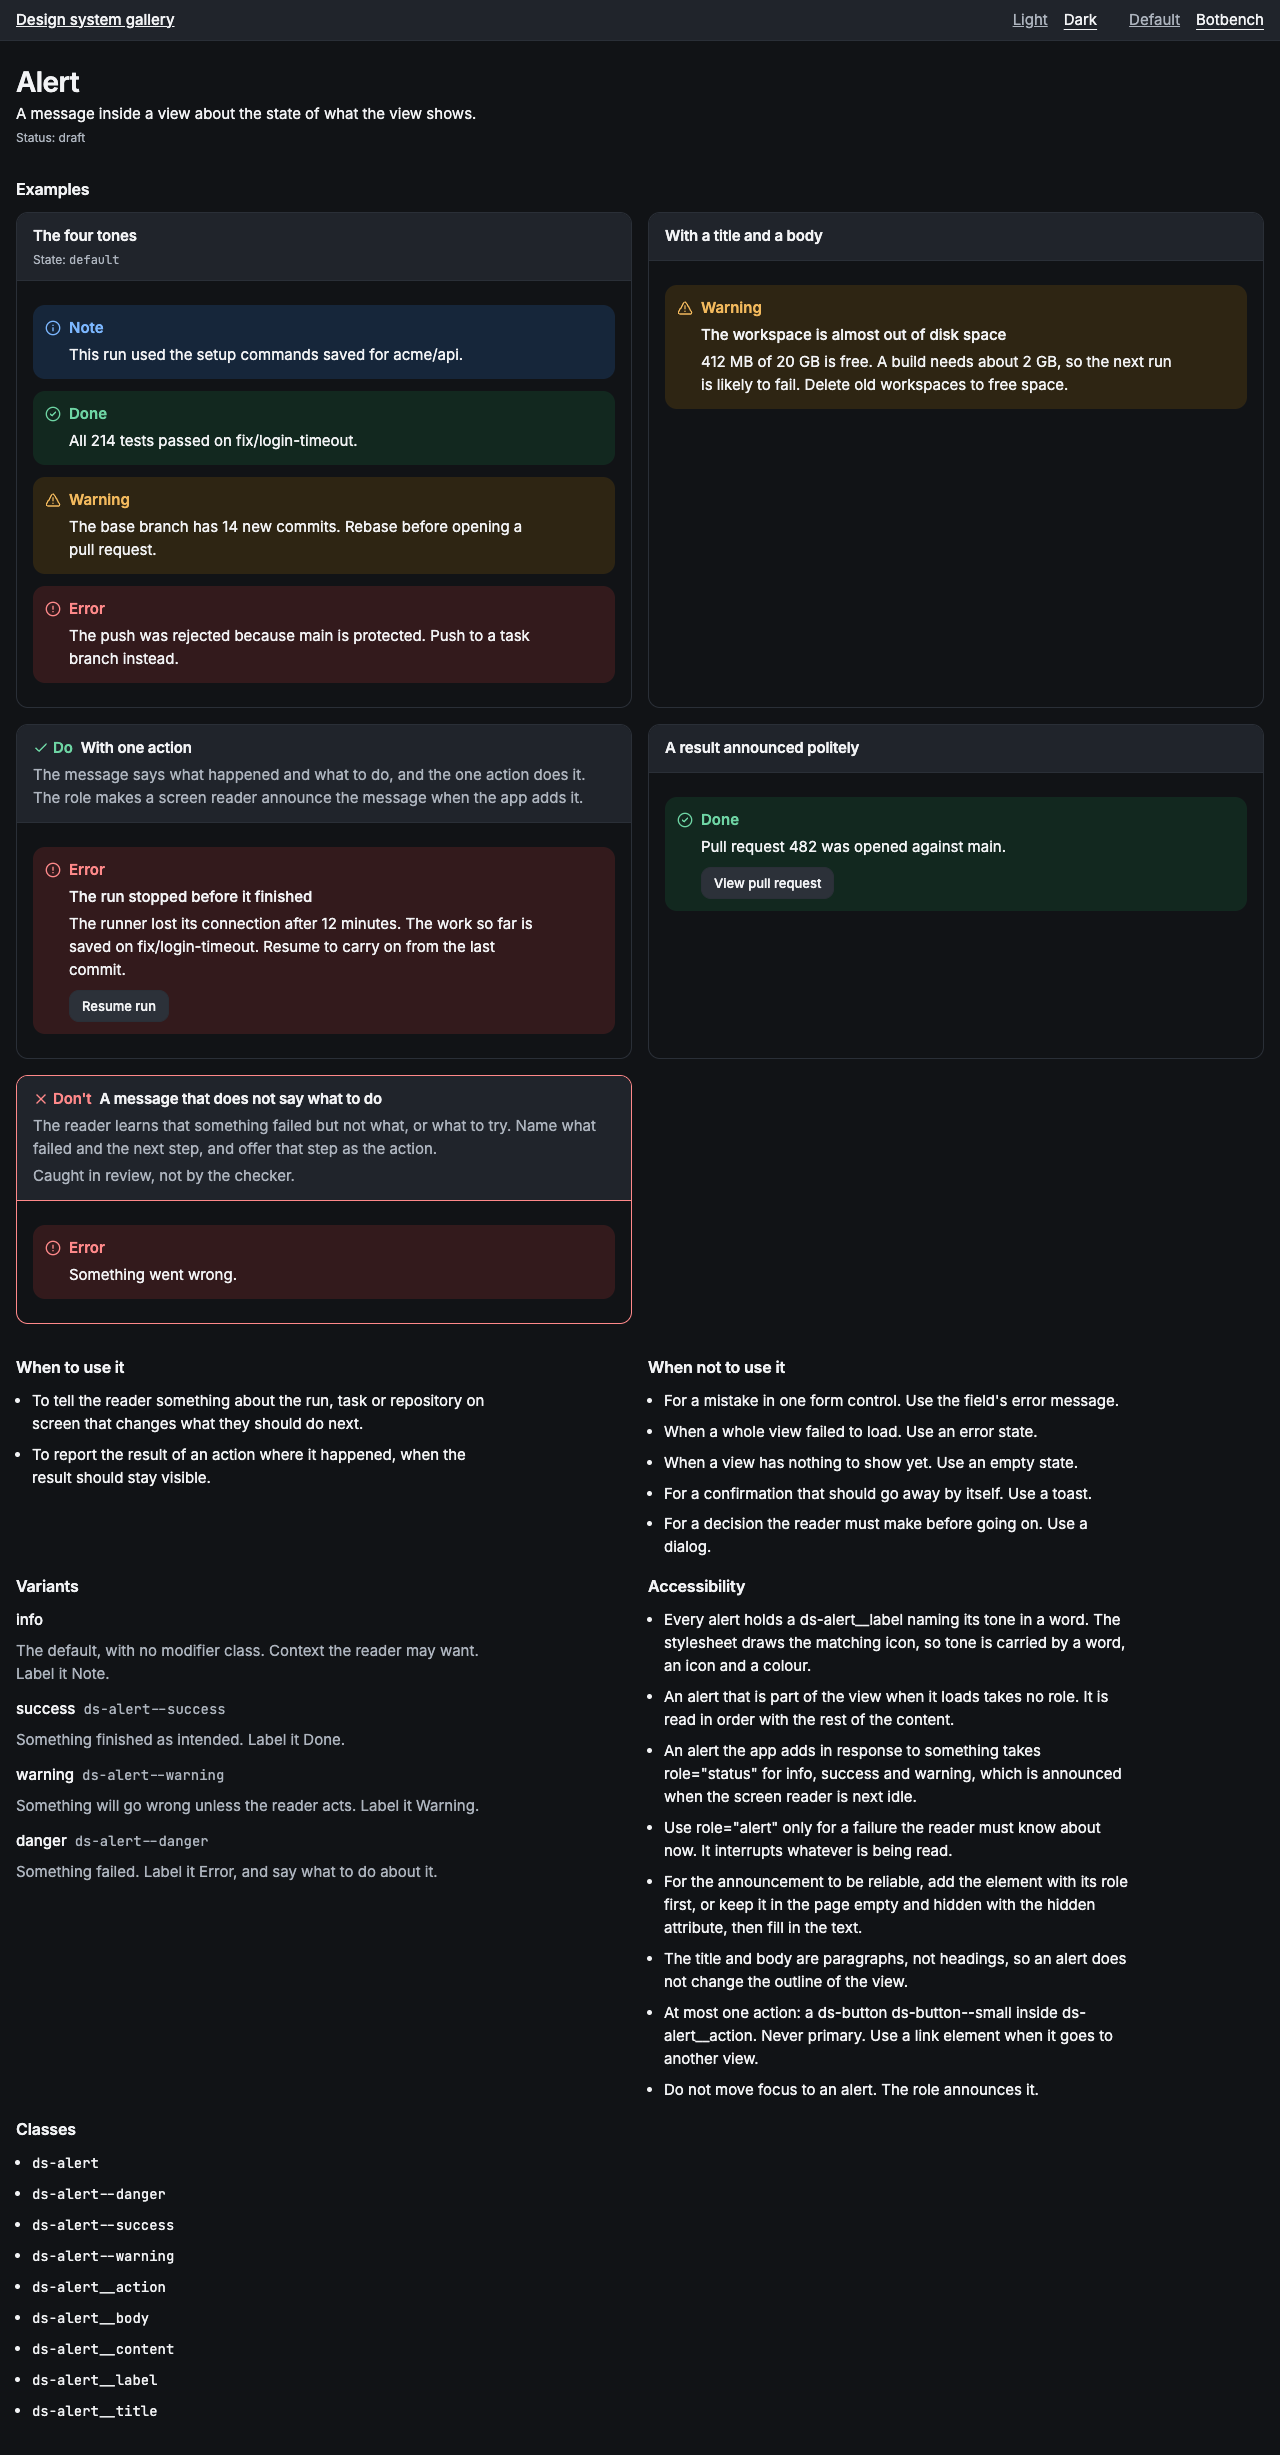 Design system gallery
Light Dark Default Botbench
Alert
A message inside a view about the state of what the view shows.
Status: draft
Examples
The four tones
State: default
Note
This run used the setup commands saved for acme/api.
Done
All 214 tests passed on fix/login-timeout.
Warning
The base branch has 14 new commits. Rebase before opening a
pull request.
Error
The push was rejected because main is protected. Push to a task
branch instead.
With a title and a body
Warning
The workspace is almost out of disk space
412 MB of 20 GB is free. A build needs about 2 GB, so the next run
is likely to fail. Delete old workspaces to free space.
Do With one action
The message says what happened and what to do, and the one action does it.
The role makes a screen reader announce the message when the app adds it.
Error
The run stopped before it finished
The runner lost its connection after 12 minutes. The work so far is
saved on fix/login-timeout. Resume to carry on from the last
commit.
Resume run
A result announced politely
Done
Pull request 482 was opened against main.
View pull request
Don't A message that does not say what to do
The reader learns that something failed but not what, or what to try. Name what
failed and the next step, and offer that step as the action.
Caught in review, not by the checker.
Error
Something went wrong.
When to use it
• To tell the reader something about the run, task or repository on
screen that changes what they should do next.
• To report the result of an action where it happened, when the
result should stay visible.
When not to use it
• For a mistake in one form control. Use the field's error message.
• When a whole view failed to load. Use an error state.
• When a view has nothing to show yet. Use an empty state.
• For a confirmation that should go away by itself. Use a toast.
• For a decision the reader must make before going on. Use a
dialog.
Variants
info
The default, with no modifier class. Context the reader may want.
Label it Note.
success ds-alert--success
Something finished as intended. Label it Done.
warning ds-alert--warning
Something will go wrong unless the reader acts. Label it Warning.
danger ds-alert--danger
Something failed. Label it Error, and say what to do about it.
Accessibility
• Every alert holds a ds-alert__label naming its tone in a word. The
stylesheet draws the matching icon, so tone is carried by a word,
an icon and a colour.
• An alert that is part of the view when it loads takes no role. It is
read in order with the rest of the content.
• An alert the app adds in response to something takes
role="status" for info, success and warning, which is announced
when the screen reader is next idle.
• Use role="alert" only for a failure the reader must know about
now. It interrupts whatever is being read.
• For the announcement to be reliable, add the element with its role
first, or keep it in the page empty and hidden with the hidden
attribute, then fill in the text.
• The title and body are paragraphs, not headings, so an alert does
not change the outline of the view.
• At most one action: a ds-button ds-button--small inside ds-
alert__action. Never primary. Use a link element when it goes to
another view.
• Do not move focus to an alert. The role announces it.
Classes
• ds-alert
• ds-alert--danger
• ds-alert--success
• ds-alert--warning
• ds-alert__action
• ds-alert__body
• ds-alert__content
• ds-alert__label
• ds-alert__title